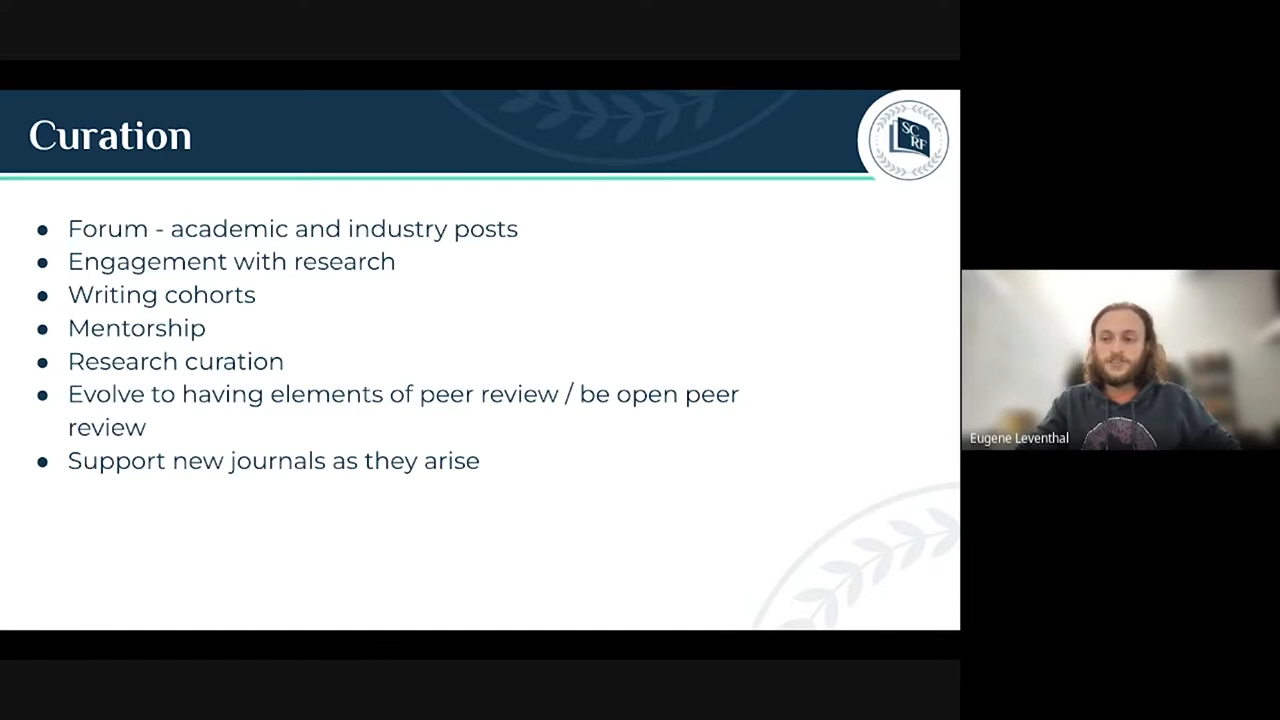 Curation
SC
RF
● Forum - academic and industry posts
● Engagement with research
● Writing cohorts
● Mentorship
● Research curation
● Evolve to having elements of peer review / be open peer
review
● Support new journals as they arise
Eugene Leventhal